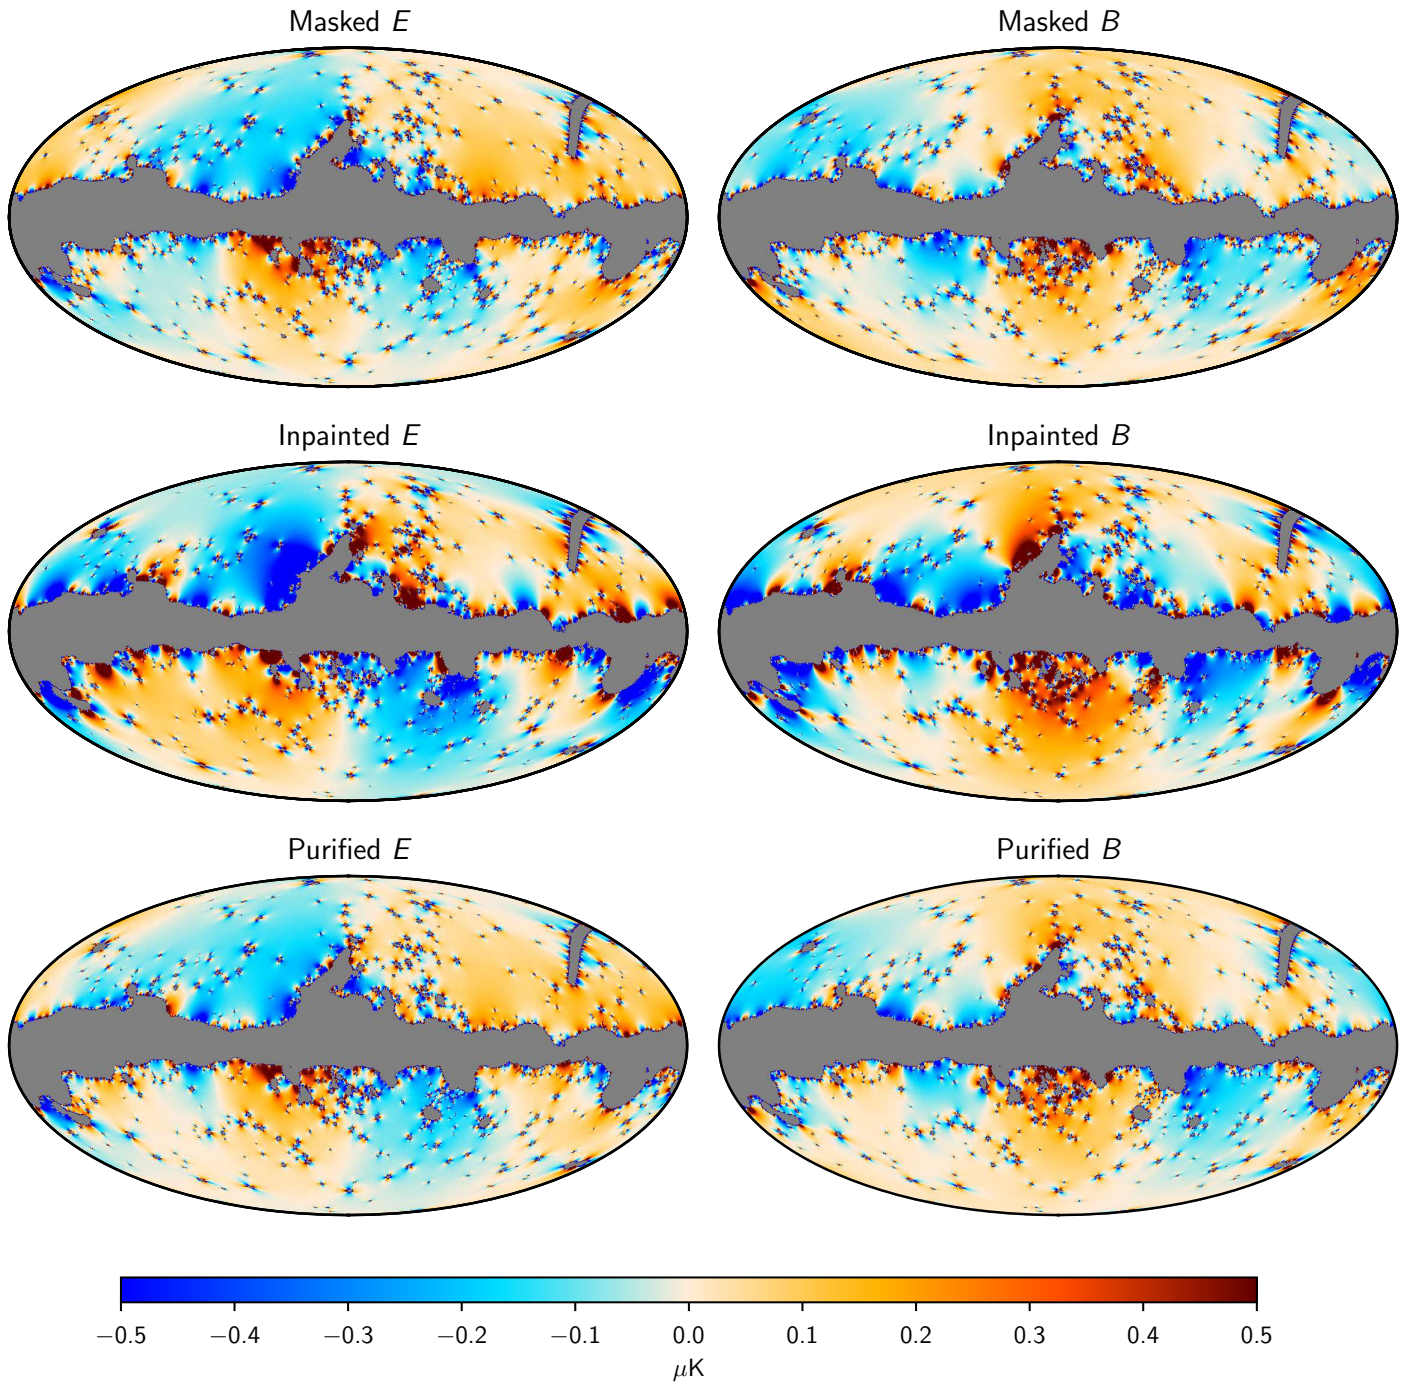 Masked E
Masked B
Inpainted E
Inpainted B
Purified E
Purified B
−0.5 −0.4 −0.3 −0.2 −0.1 0.0 0.1 0.2 0.3 0.4 0.5
μK